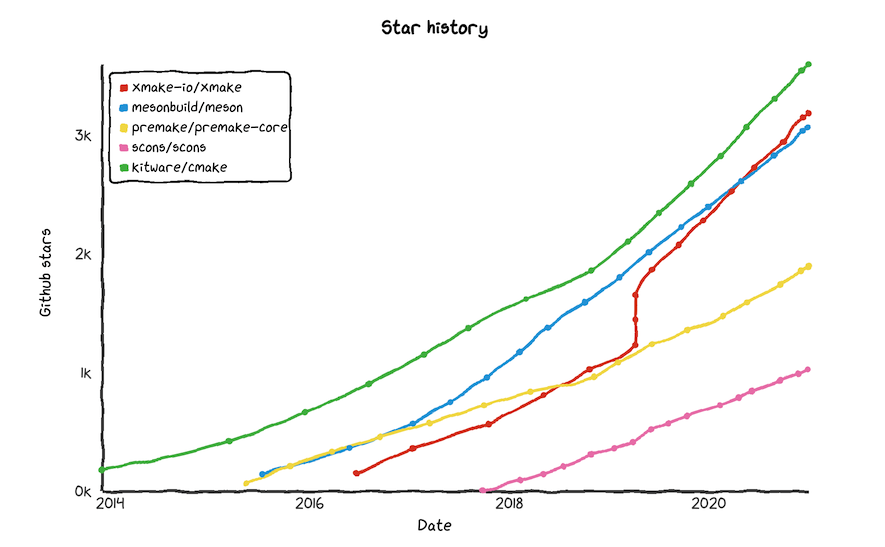 Star history
xmake-io/xmake
mesonbuild/meson
premake/premake-core
scons/scons
kitware/cmake
3k
2k
1k
0k
Github stars
2014 2016 2018 2020
Date